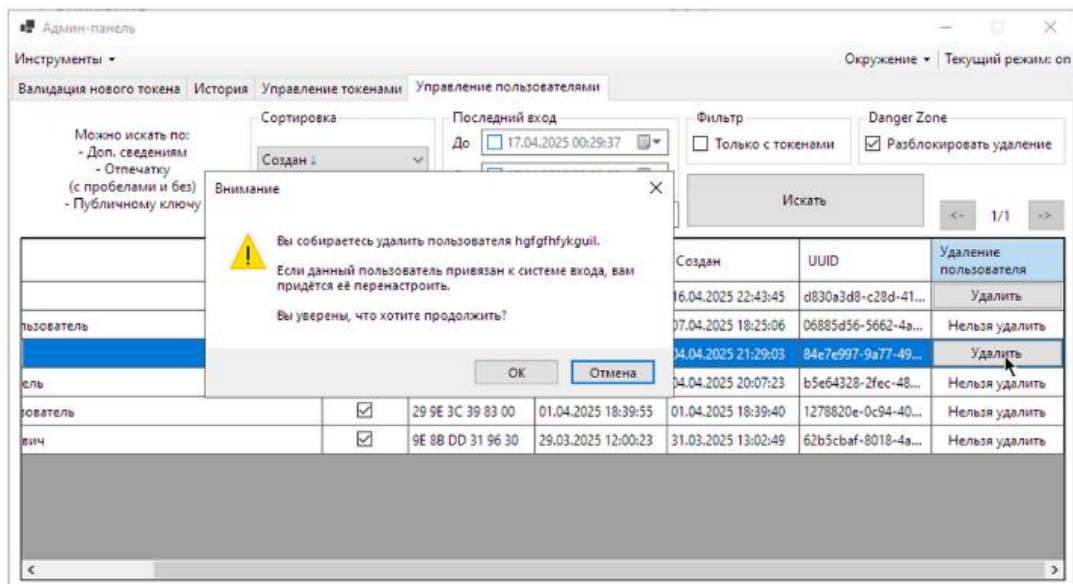 Админ-панель
Инструменты
Окружение
Текущий режим: on
Валидация нового токена
История
Управление токенами
Управление пользователями
Можно искать по:
- Доп. сведениям
- Отпечатку
(с пробелами и без)
- Публичному ключу
Сортировка
Создан ↓
Последний вход
До
17.04.2025 00:29:37
Фильтр
Только с токенами
Danger Zone
Разблокировать удаление
Искать
<-
1/1
->
Внимание
Вы собираетесь удалить пользователя hgfgfhfykguil.
Если данный пользователь привязан к системе входа, вам
придётся её перенастроить.
Вы уверены, что хотите продолжить?
OK
Отмена
Создан UUID Удаление
пользователя
16.04.2025 22:43:45 d830a3d8-c28d-41... Удалить
льзователь 07.04.2025 18:25:06 06885d56-5662-4a... Нельзя удалить
04.04.2025 21:29:03 84e7e997-9a77-49... Удалить
ель 04.04.2025 20:07:23 b5e64328-2fec-48... Нельзя удалить
зователь 29 9E 3C 39 83 00 01.04.2025 18:39:55 01.04.2025 18:39:40 1278820e-0c94-40... Нельзя удалить
вич 9E 8B DD 31 96 30 29.03.2025 12:00:23 31.03.2025 13:02:49 62b5cbaf-8018-4a... Нельзя удалить